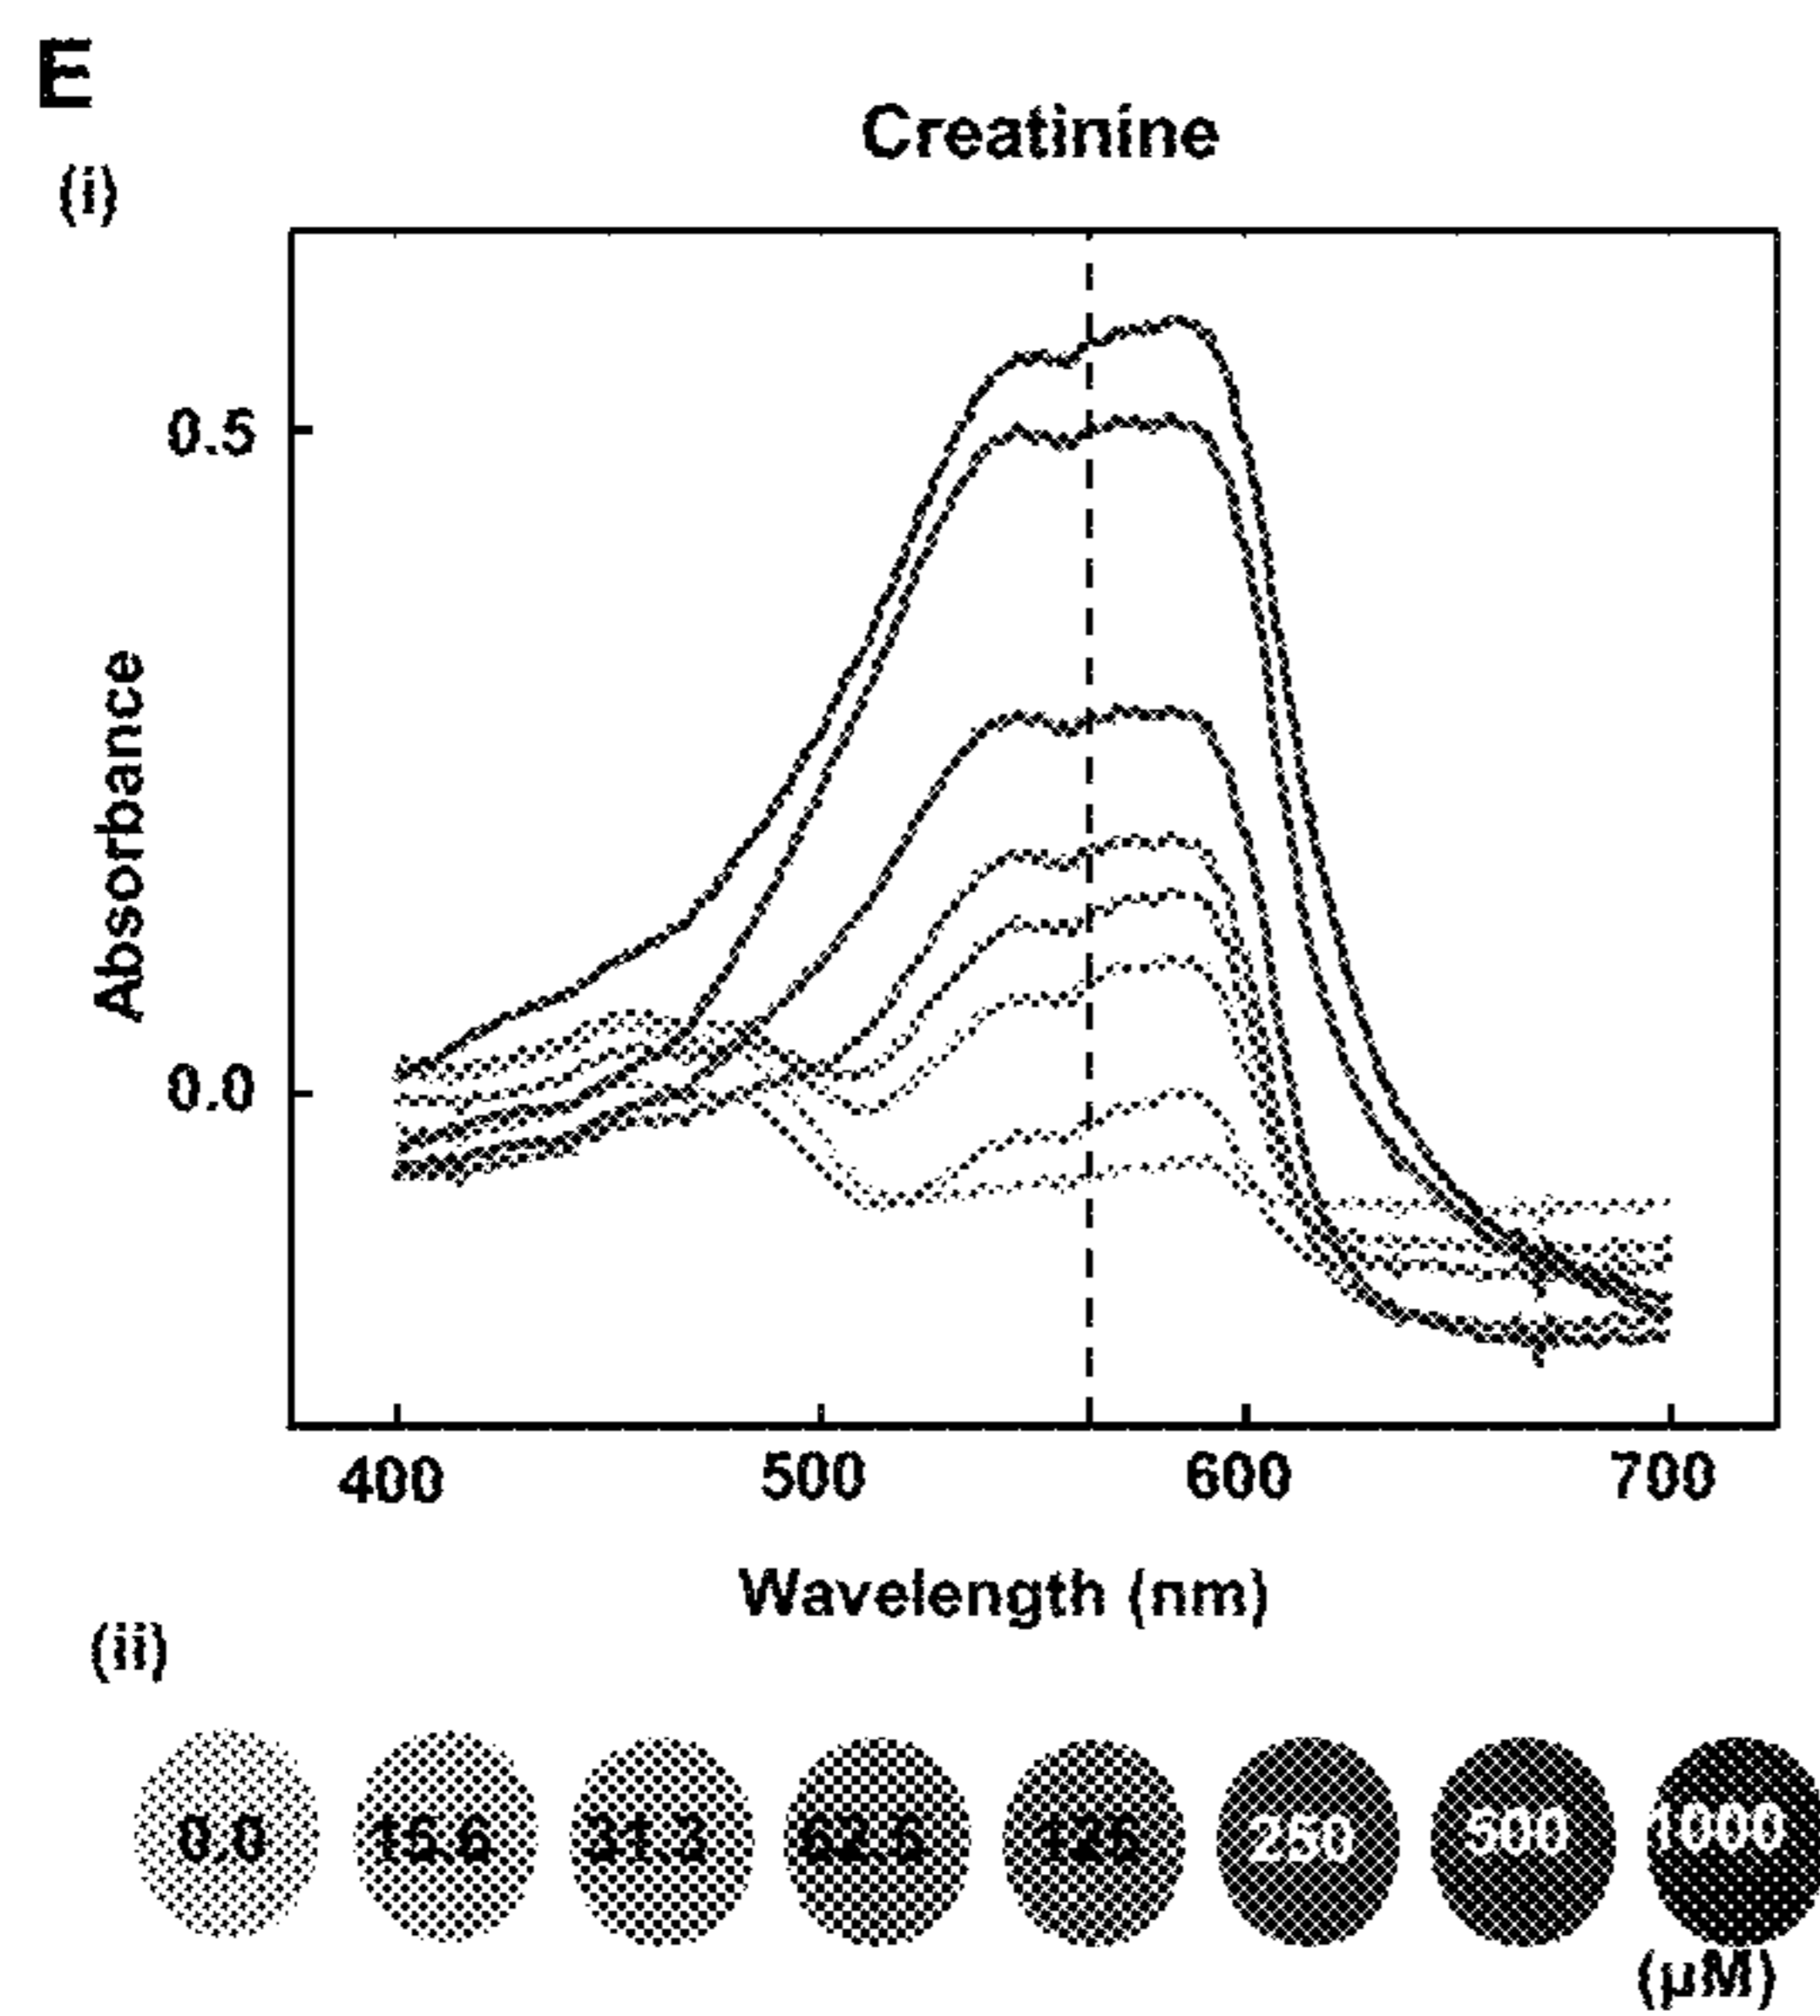 E
Creatinine
(i)
0.5
0.0
Absorbance
400 500 600 700
Wavelength (nm)
(ii)
0.0 15.6 31.3 62.5 125 250 500 1000
(µM)